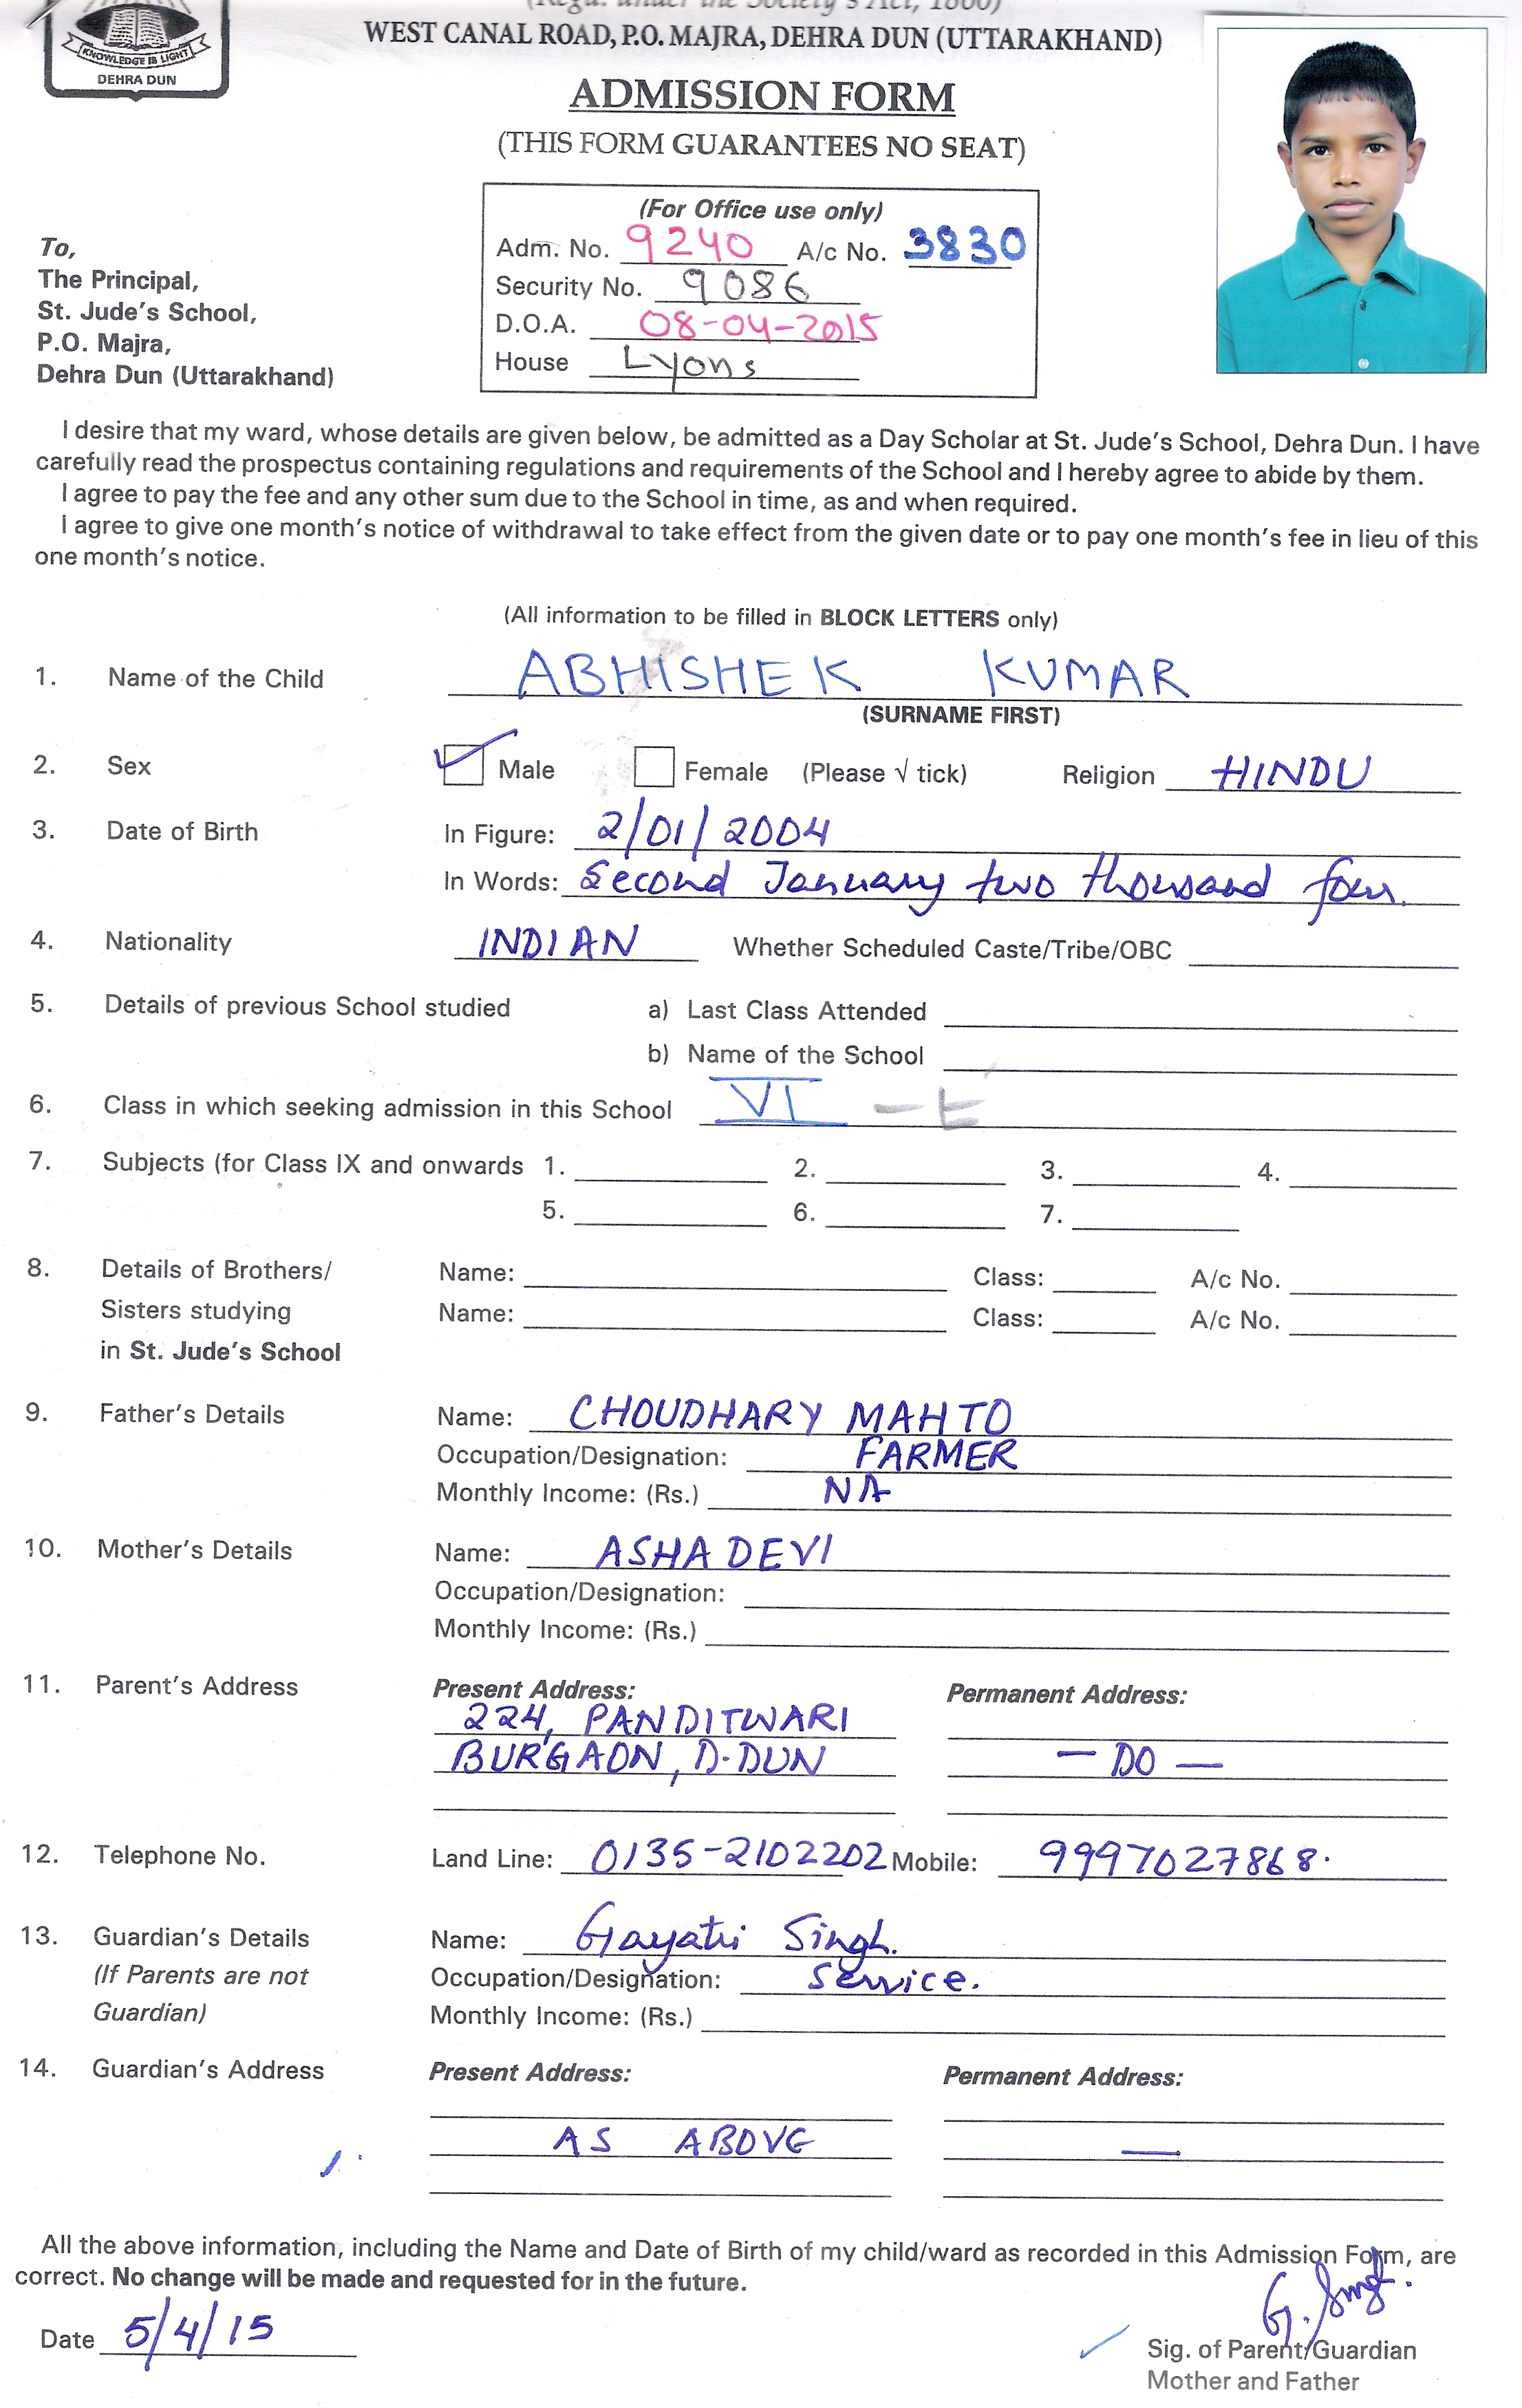 (Regd. under the Society's Act, 1860)
WEST CANAL ROAD, P.O. MAJRA, DEHRA DUN (UTTARAKHAND)
KNOWLEDGE IS LIGHT
DEHRA DUN
ADMISSION FORM
(THIS FORM GUARANTEES NO SEAT)
(For Office use only)
Adm. No. 9240 A/c No. 3830
Security No. 9086
D.O.A. 08-04-2015
House Lyons
To,
The Principal,
St. Jude's School,
P.O. Majra,
Dehra Dun (Uttarakhand)
I desire that my ward, whose details are given below, be admitted as a Day Scholar at St. Jude's School, Dehra Dun. I have
carefully read the prospectus containing regulations and requirements of the School and I hereby agree to abide by them.
I agree to pay the fee and any other sum due to the School in time, as and when required.
I agree to give one month's notice of withdrawal to take effect from the given date or to pay one month's fee in lieu of this
one month's notice.
(All information to be filled in BLOCK LETTERS only)
1. Name of the Child ABHISHEK KUMAR
(SURNAME FIRST)
2. Sex Male Female (Please √ tick) Religion HINDU
3. Date of Birth In Figure: 2/01/2004
In Words: Second January two thousand four.
4. Nationality INDIAN Whether Scheduled Caste/Tribe/OBC
5. Details of previous School studied a) Last Class Attended
b) Name of the School
6. Class in which seeking admission in this School VI - E
7. Subjects (for Class IX and onwards 1. 2. 3. 4.
5. 6. 7.
8. Details of Brothers/ Name: Class: A/c No.
Sisters studying Name: Class: A/c No.
in St. Jude's School
9. Father's Details Name: CHOUDHARY MAHTO
Occupation/Designation: FARMER
Monthly Income: (Rs.) NA
10. Mother's Details Name: ASHA DEVI
Occupation/Designation:
Monthly Income: (Rs.)
11. Parent's Address Present Address: Permanent Address:
224, PANDITWARI
BURGAON, D.DUN — DO —
12. Telephone No. Land Line: 0135-2102202 Mobile: 9997027868.
13. Guardian's Details Name: Gayatri Singh.
(If Parents are not Occupation/Designation: Service.
Guardian) Monthly Income: (Rs.)
14. Guardian's Address Present Address: Permanent Address:
AS ABOVE —
All the above information, including the Name and Date of Birth of my child/ward as recorded in this Admission Form, are
correct. No change will be made and requested for in the future.
G. Singh.
Date 5/4/15
Sig. of Parent/Guardian
Mother and Father